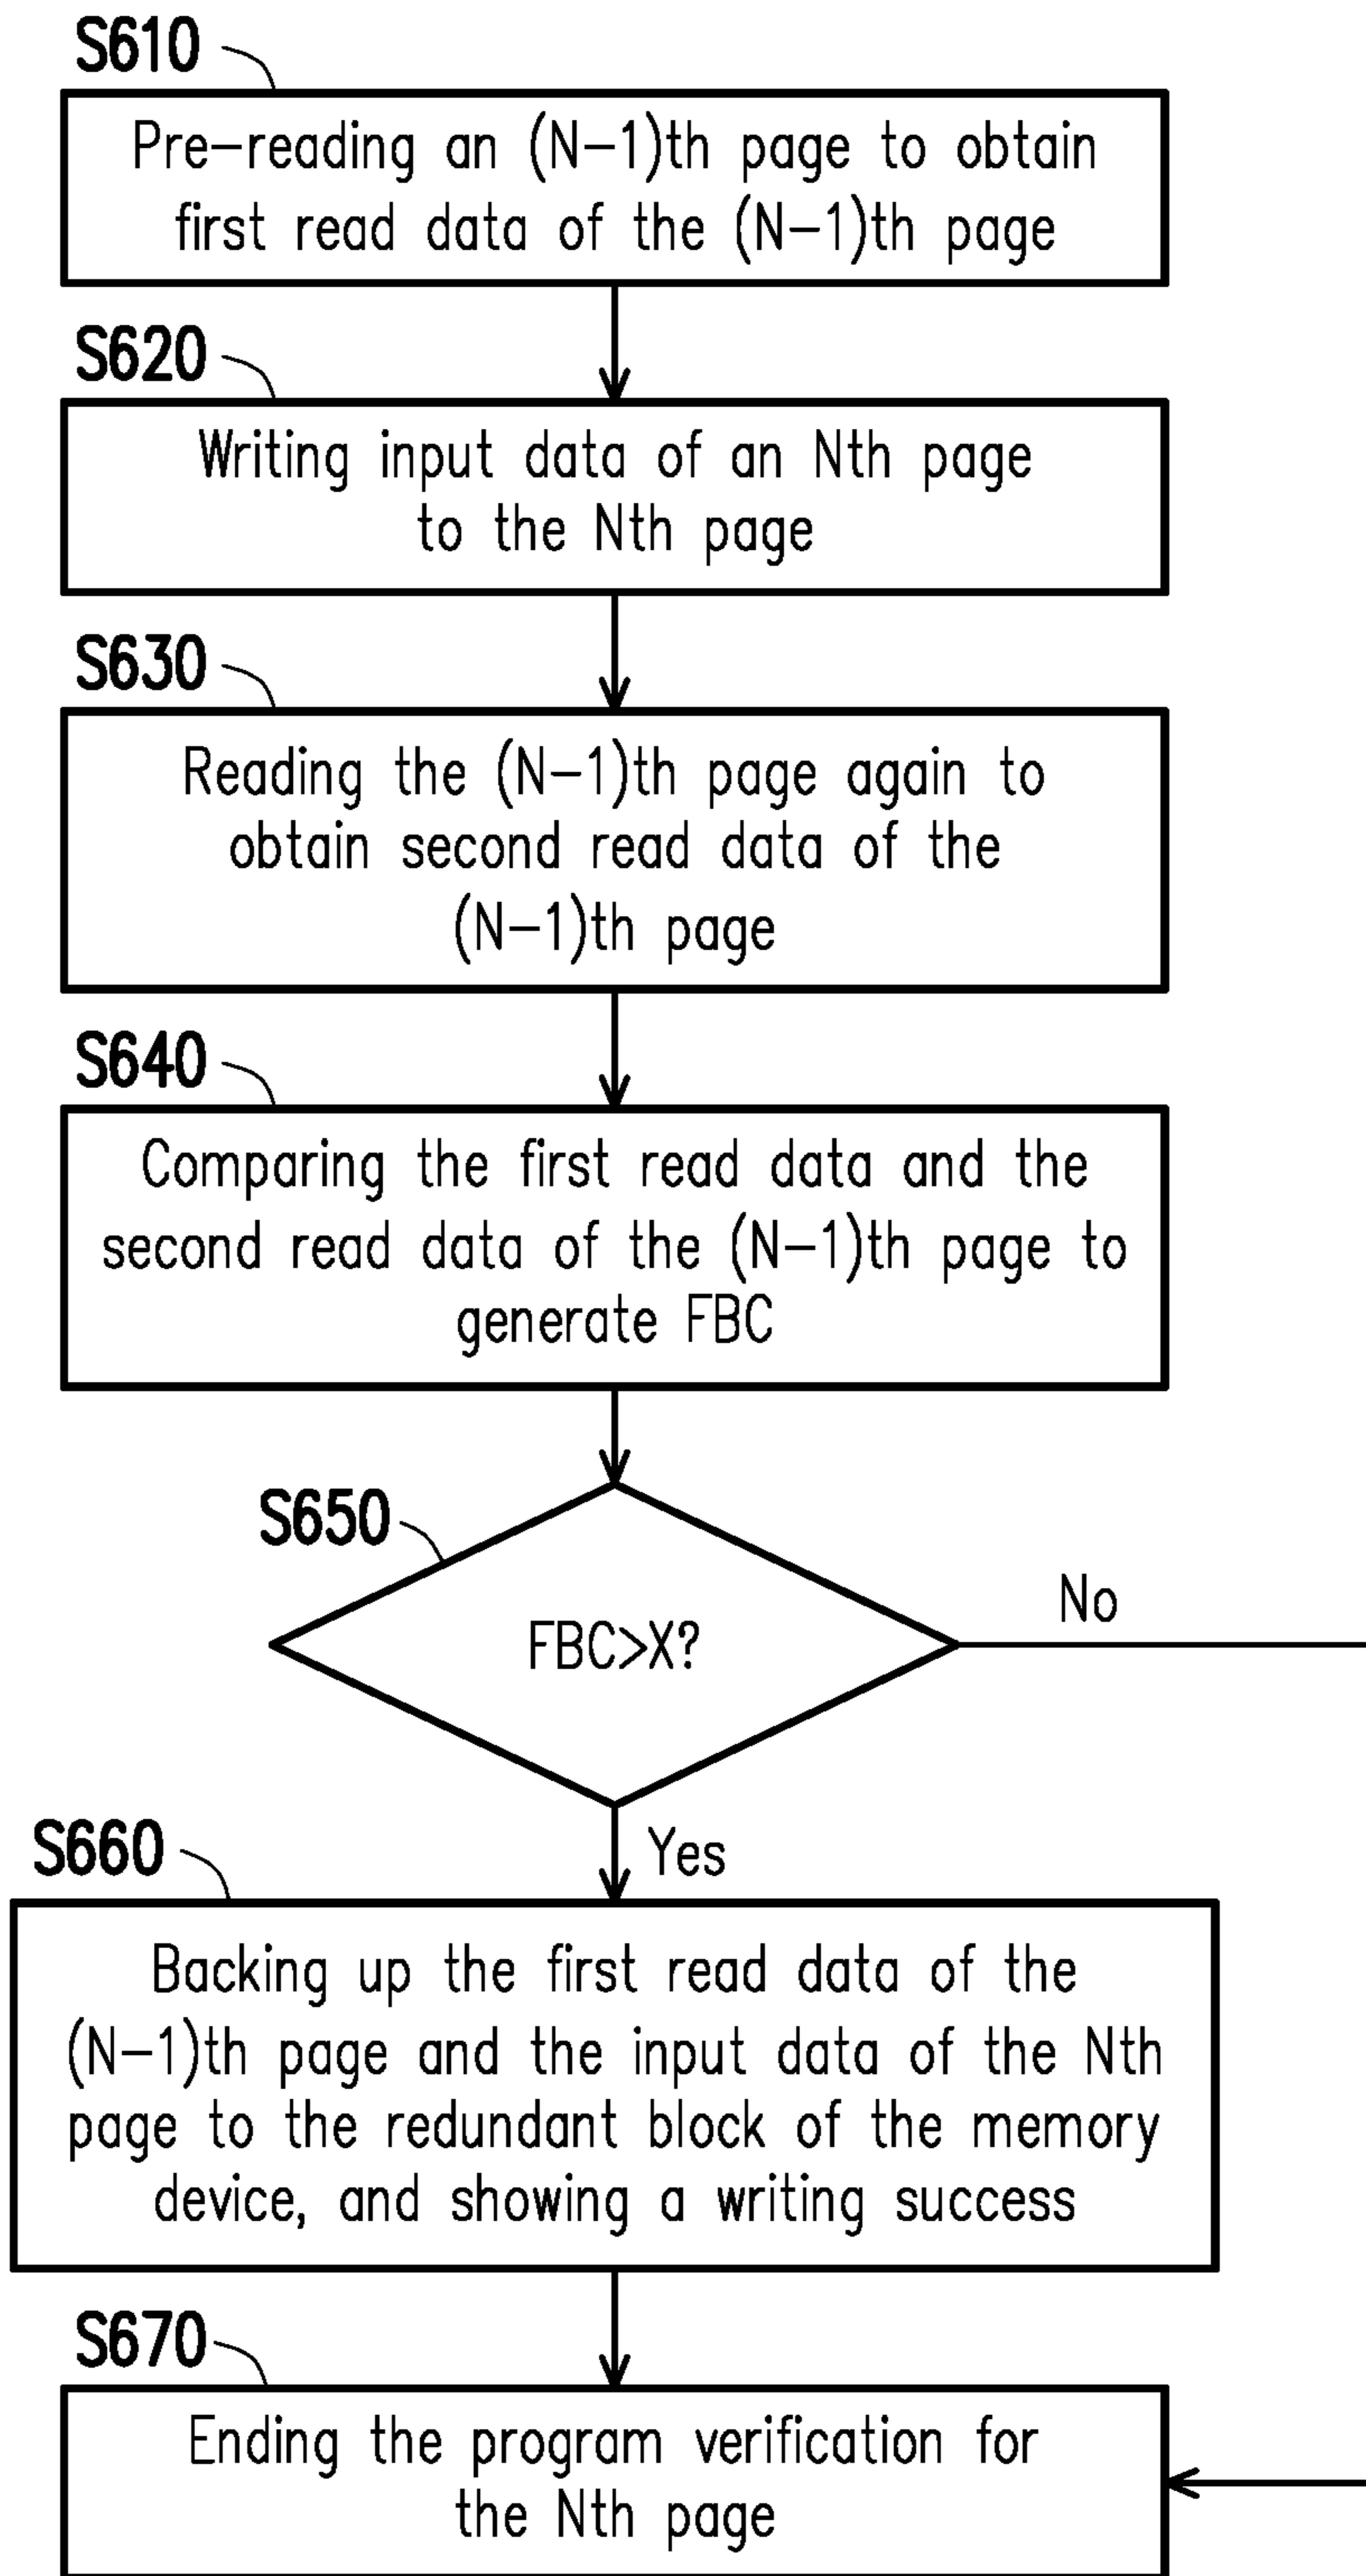 S610
Pre-reading an (N-1)th page to obtain
first read data of the (N-1)th page
S620
Writing input data of an Nth page
to the Nth page
S630
Reading the (N-1)th page again to
obtain second read data of the
(N-1)th page
S640
Comparing the first read data and the
second read data of the (N-1)th page to
generate FBC
S650
FBC>X?
No
Yes
S660
Backing up the first read data of the
(N-1)th page and the input data of the Nth
page to the redundant block of the memory
device, and showing a writing success
S670
Ending the program verification for
the Nth page